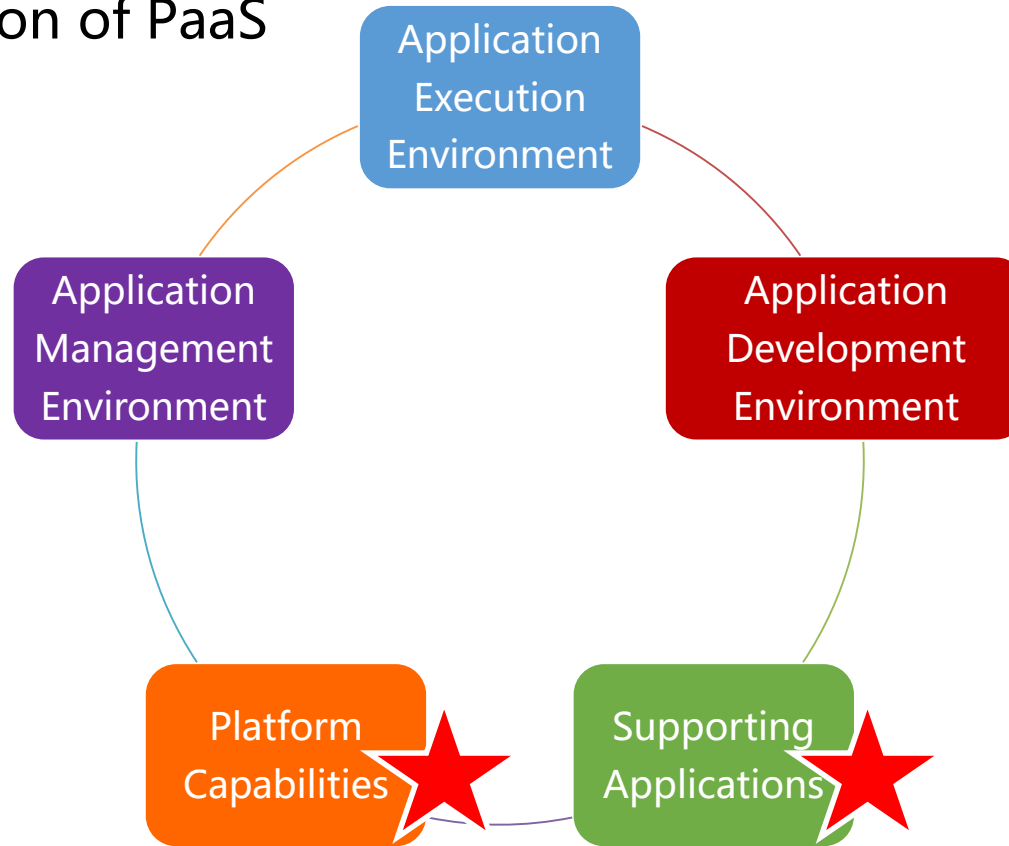 on of PaaS
Application
Execution
Environment
Application
Management
Environment
Application
Development
Environment
Platform
Capabilities
Supporting
Applications